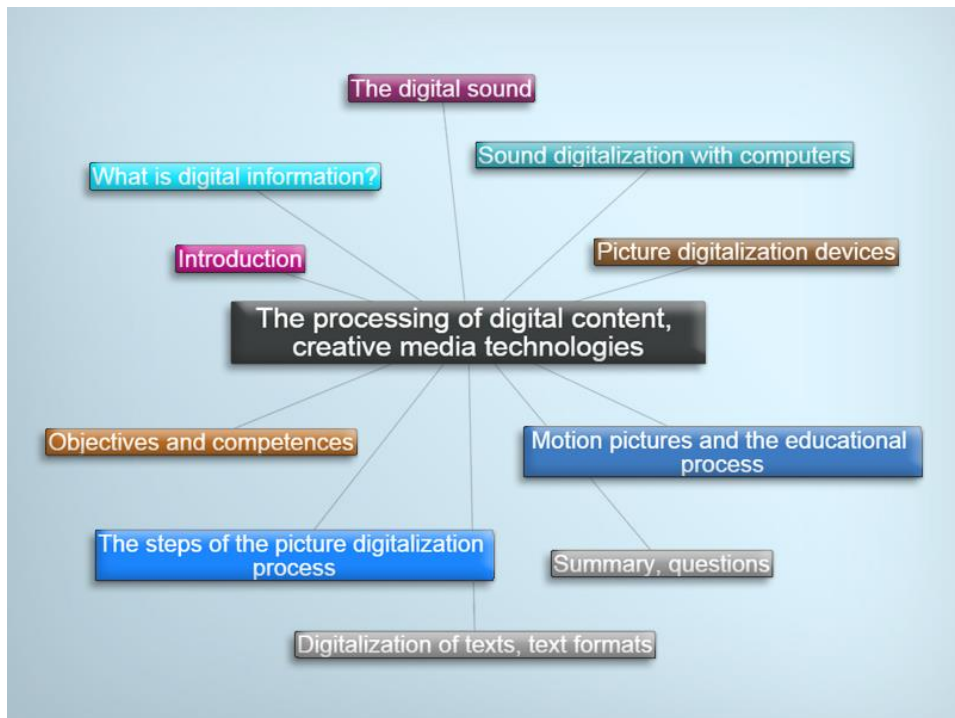 The digital sound
Sound digitalization with computers
What is digital information?
Introduction
Picture digitalization devices
The processing of digital content,
creative media technologies
Objectives and competences
Motion pictures and the educational
process
The steps of the picture digitalization
process
Summary, questions
Digitalization of texts, text formats